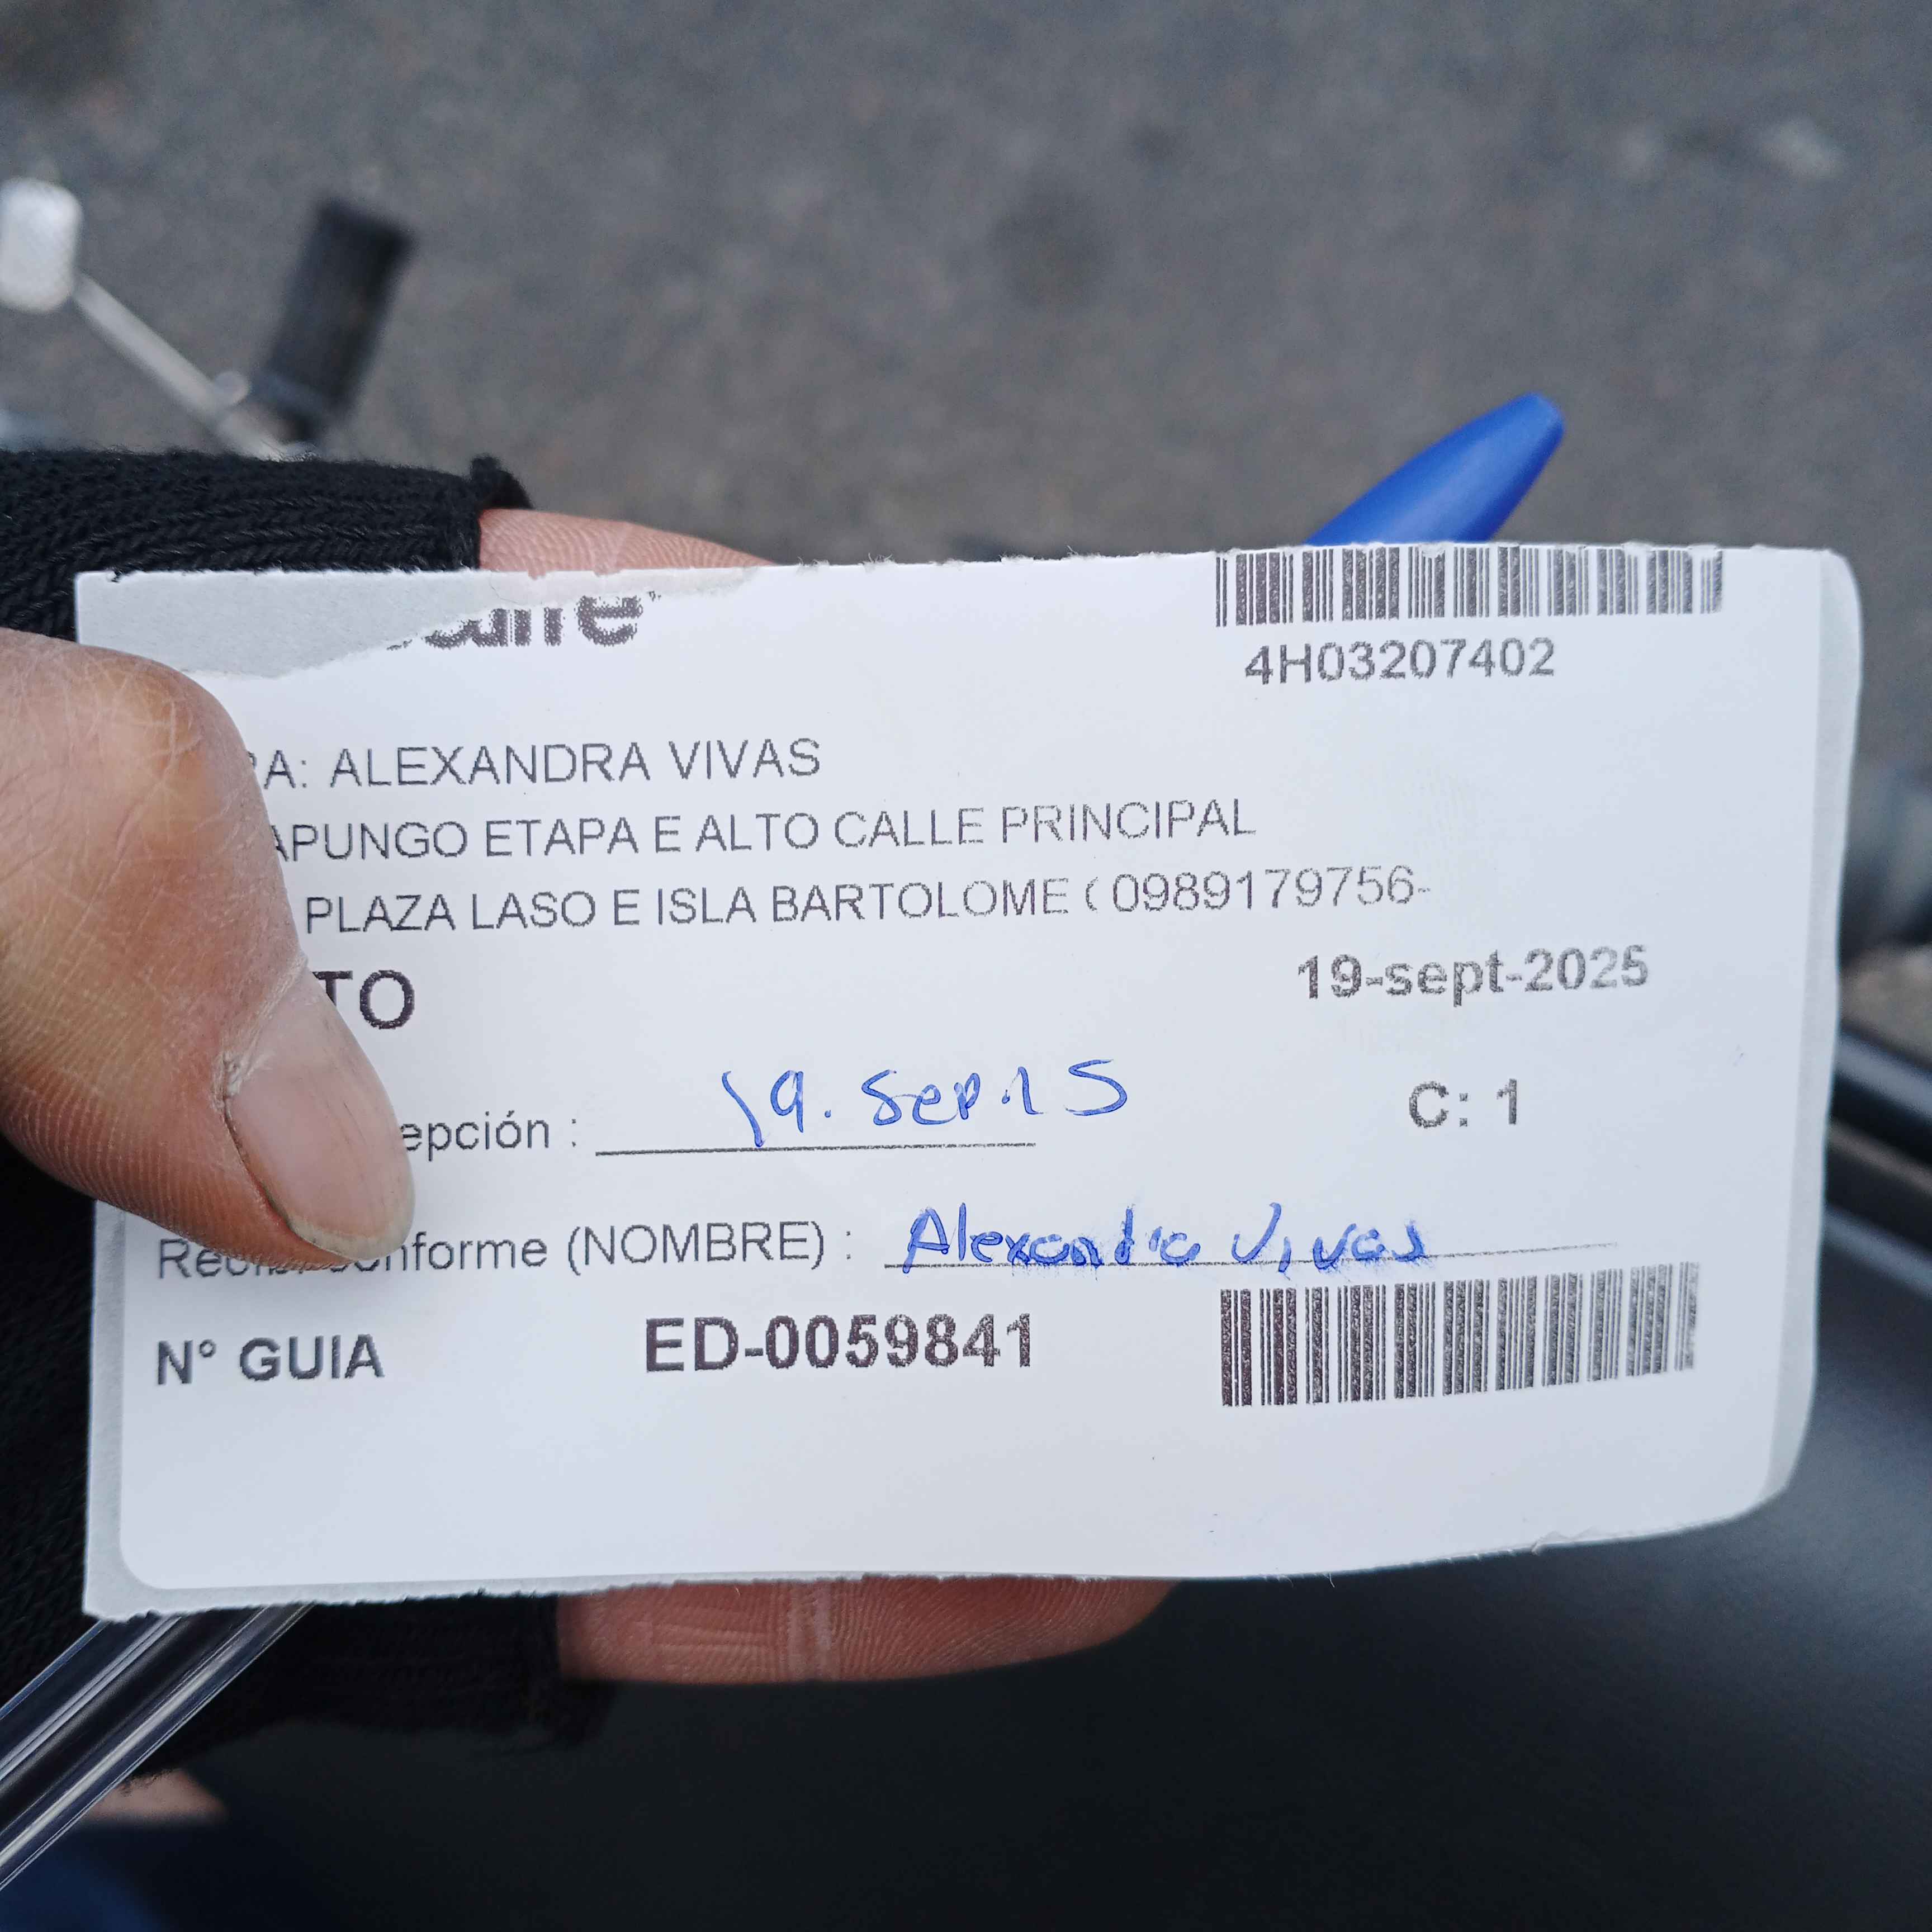 4H03207402
A: ALEXANDRA VIVAS
APUNGO ETAPA E ALTO CALLE PRINCIPAL
PLAZA LASO E ISLA BARTOLOME ( 0989179756-
TO 19-sept-2025
epción : 19. Sep. 15 C: 1
nforme (NOMBRE) : Alexandra Vivas
N° GUIA ED-0059841